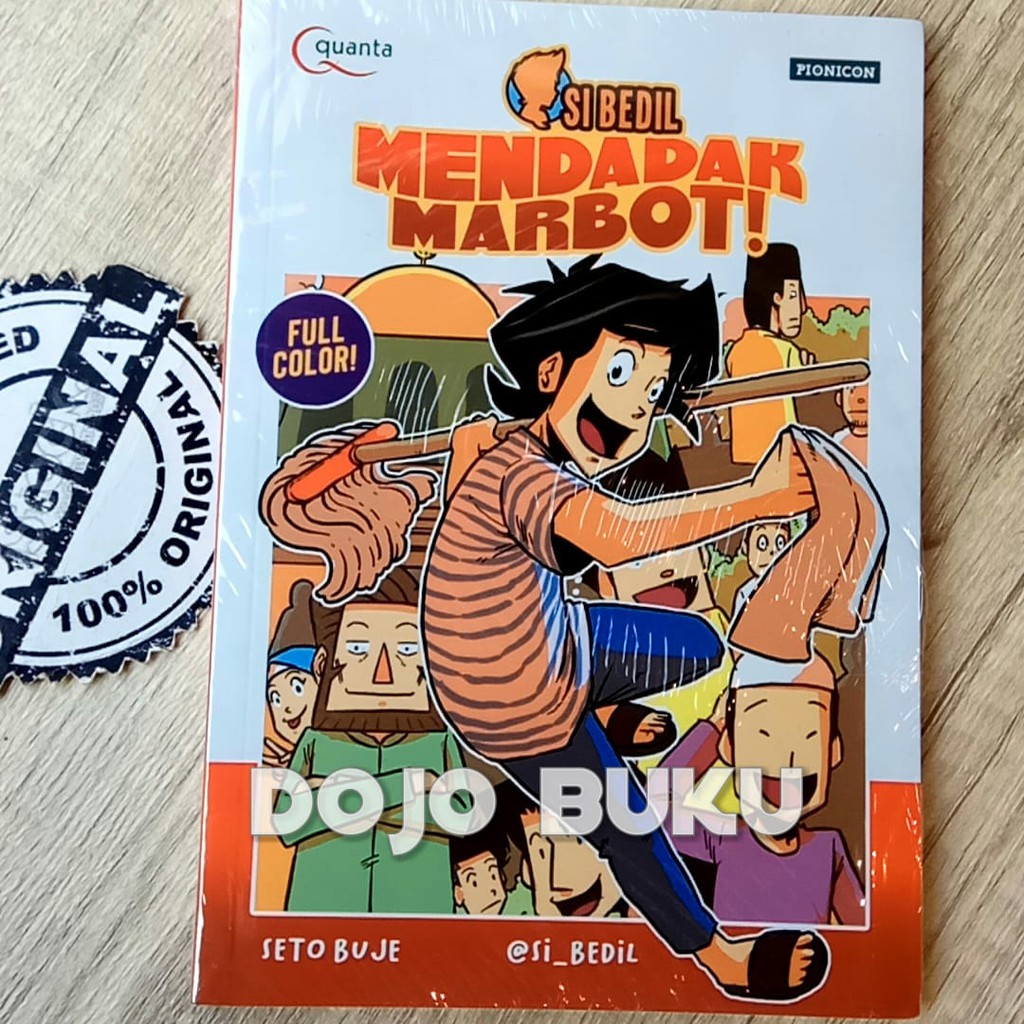 quanta
PIONICON
SI BEDIL
MENDADAK
MARBOT!
FULL
COLOR!
ED
ORIGINAL
100% ORIGINAL
DOJO BUKU
SETO BUJE
@Si_BEDiL